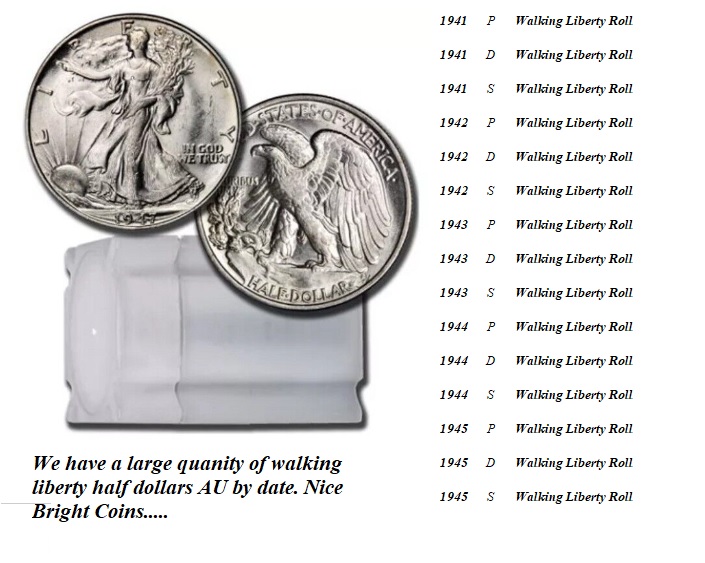 LIBERTY
IN GOD
WE TRUST
STATES·OF·AMERICA
HALF·DOLLAR
We have a large quanity of walking
liberty half dollars AU by date. Nice
Bright Coins.....
1941 P Walking Liberty Roll
1941 D Walking Liberty Roll
1941 S Walking Liberty Roll
1942 P Walking Liberty Roll
1942 D Walking Liberty Roll
1942 S Walking Liberty Roll
1943 P Walking Liberty Roll
1943 D Walking Liberty Roll
1943 S Walking Liberty Roll
1944 P Walking Liberty Roll
1944 D Walking Liberty Roll
1944 S Walking Liberty Roll
1945 P Walking Liberty Roll
1945 D Walking Liberty Roll
1945 S Walking Liberty Roll